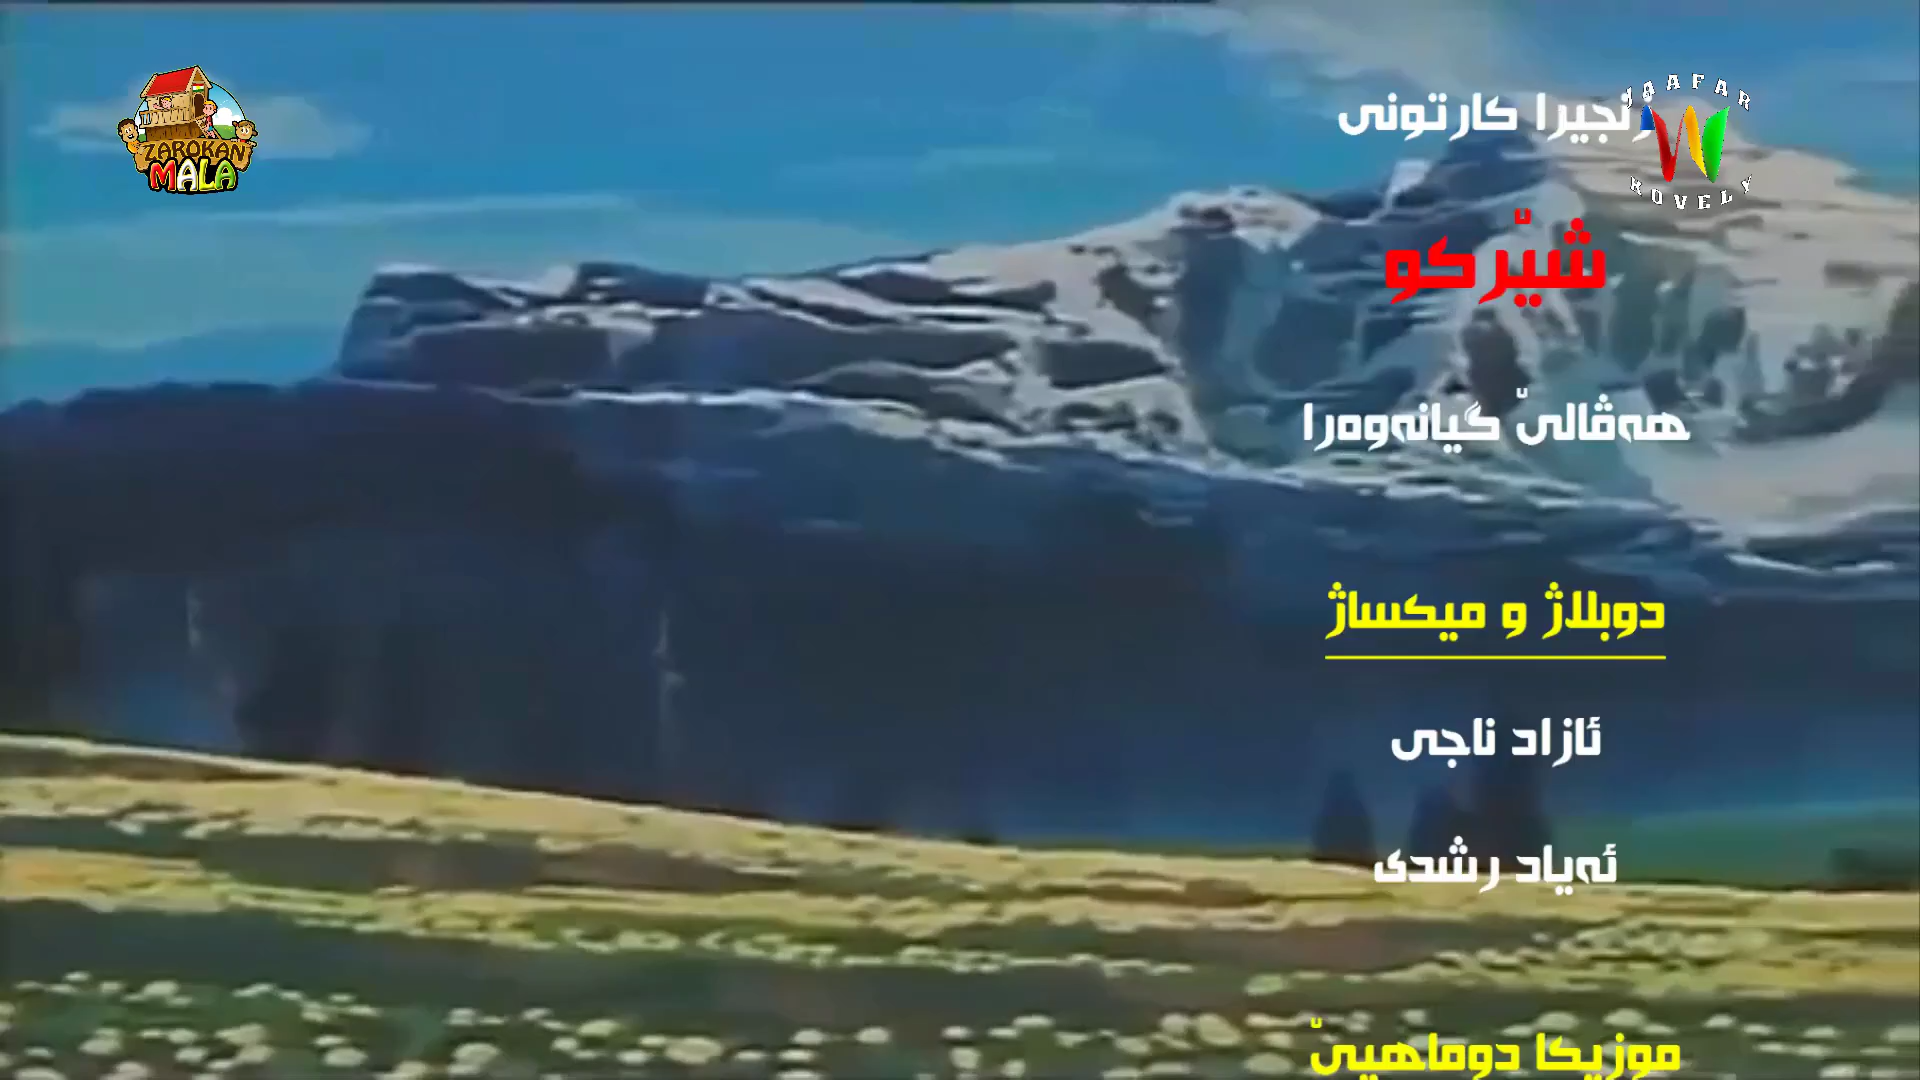 ZAROKAN
MALA
JAAFAR
ROVELY
زنجیرا کارتونی
شێرکو
هەڤالێ گیانەوەرا
دوبلاژ و میکساژ
ئازاد ناجی
ئەیاد رشدی
موزیکا دوماهیێ